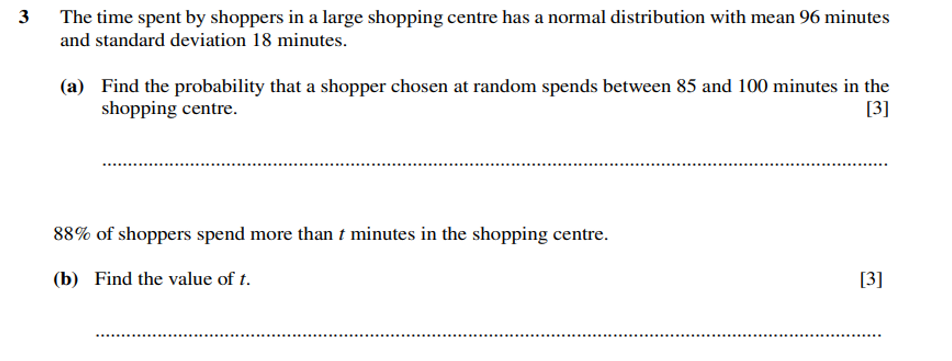 3 The time spent by shoppers in a large shopping centre has a normal distribution with mean 96 minutes
and standard deviation 18 minutes.
(a) Find the probability that a shopper chosen at random spends between 85 and 100 minutes in the
shopping centre. [3]
88% of shoppers spend more than t minutes in the shopping centre.
(b) Find the value of t. [3]